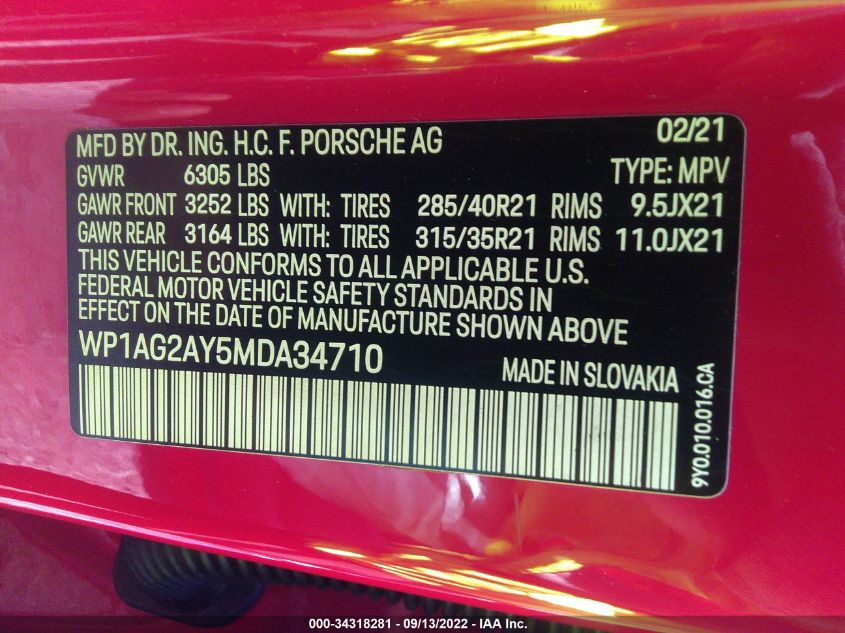 MFD BY DR. ING. H.C. F. PORSCHE AG 02/21
GVWR 6305 LBS TYPE: MPV
GAWR FRONT 3252 LBS WITH: TIRES 285/40R21 RIMS 9.5JX21
GAWR REAR 3164 LBS WITH: TIRES 315/35R21 RIMS 11.0JX21
THIS VEHICLE CONFORMS TO ALL APPLICABLE U.S.
FEDERAL MOTOR VEHICLE SAFETY STANDARDS IN
EFFECT ON THE DATE OF MANUFACTURE SHOWN ABOVE
WP1AG2AY5MDA34710
MADE IN SLOVAKIA
9Y0.010.016.CA
000-34318281 - 09/13/2022 - IAA Inc.